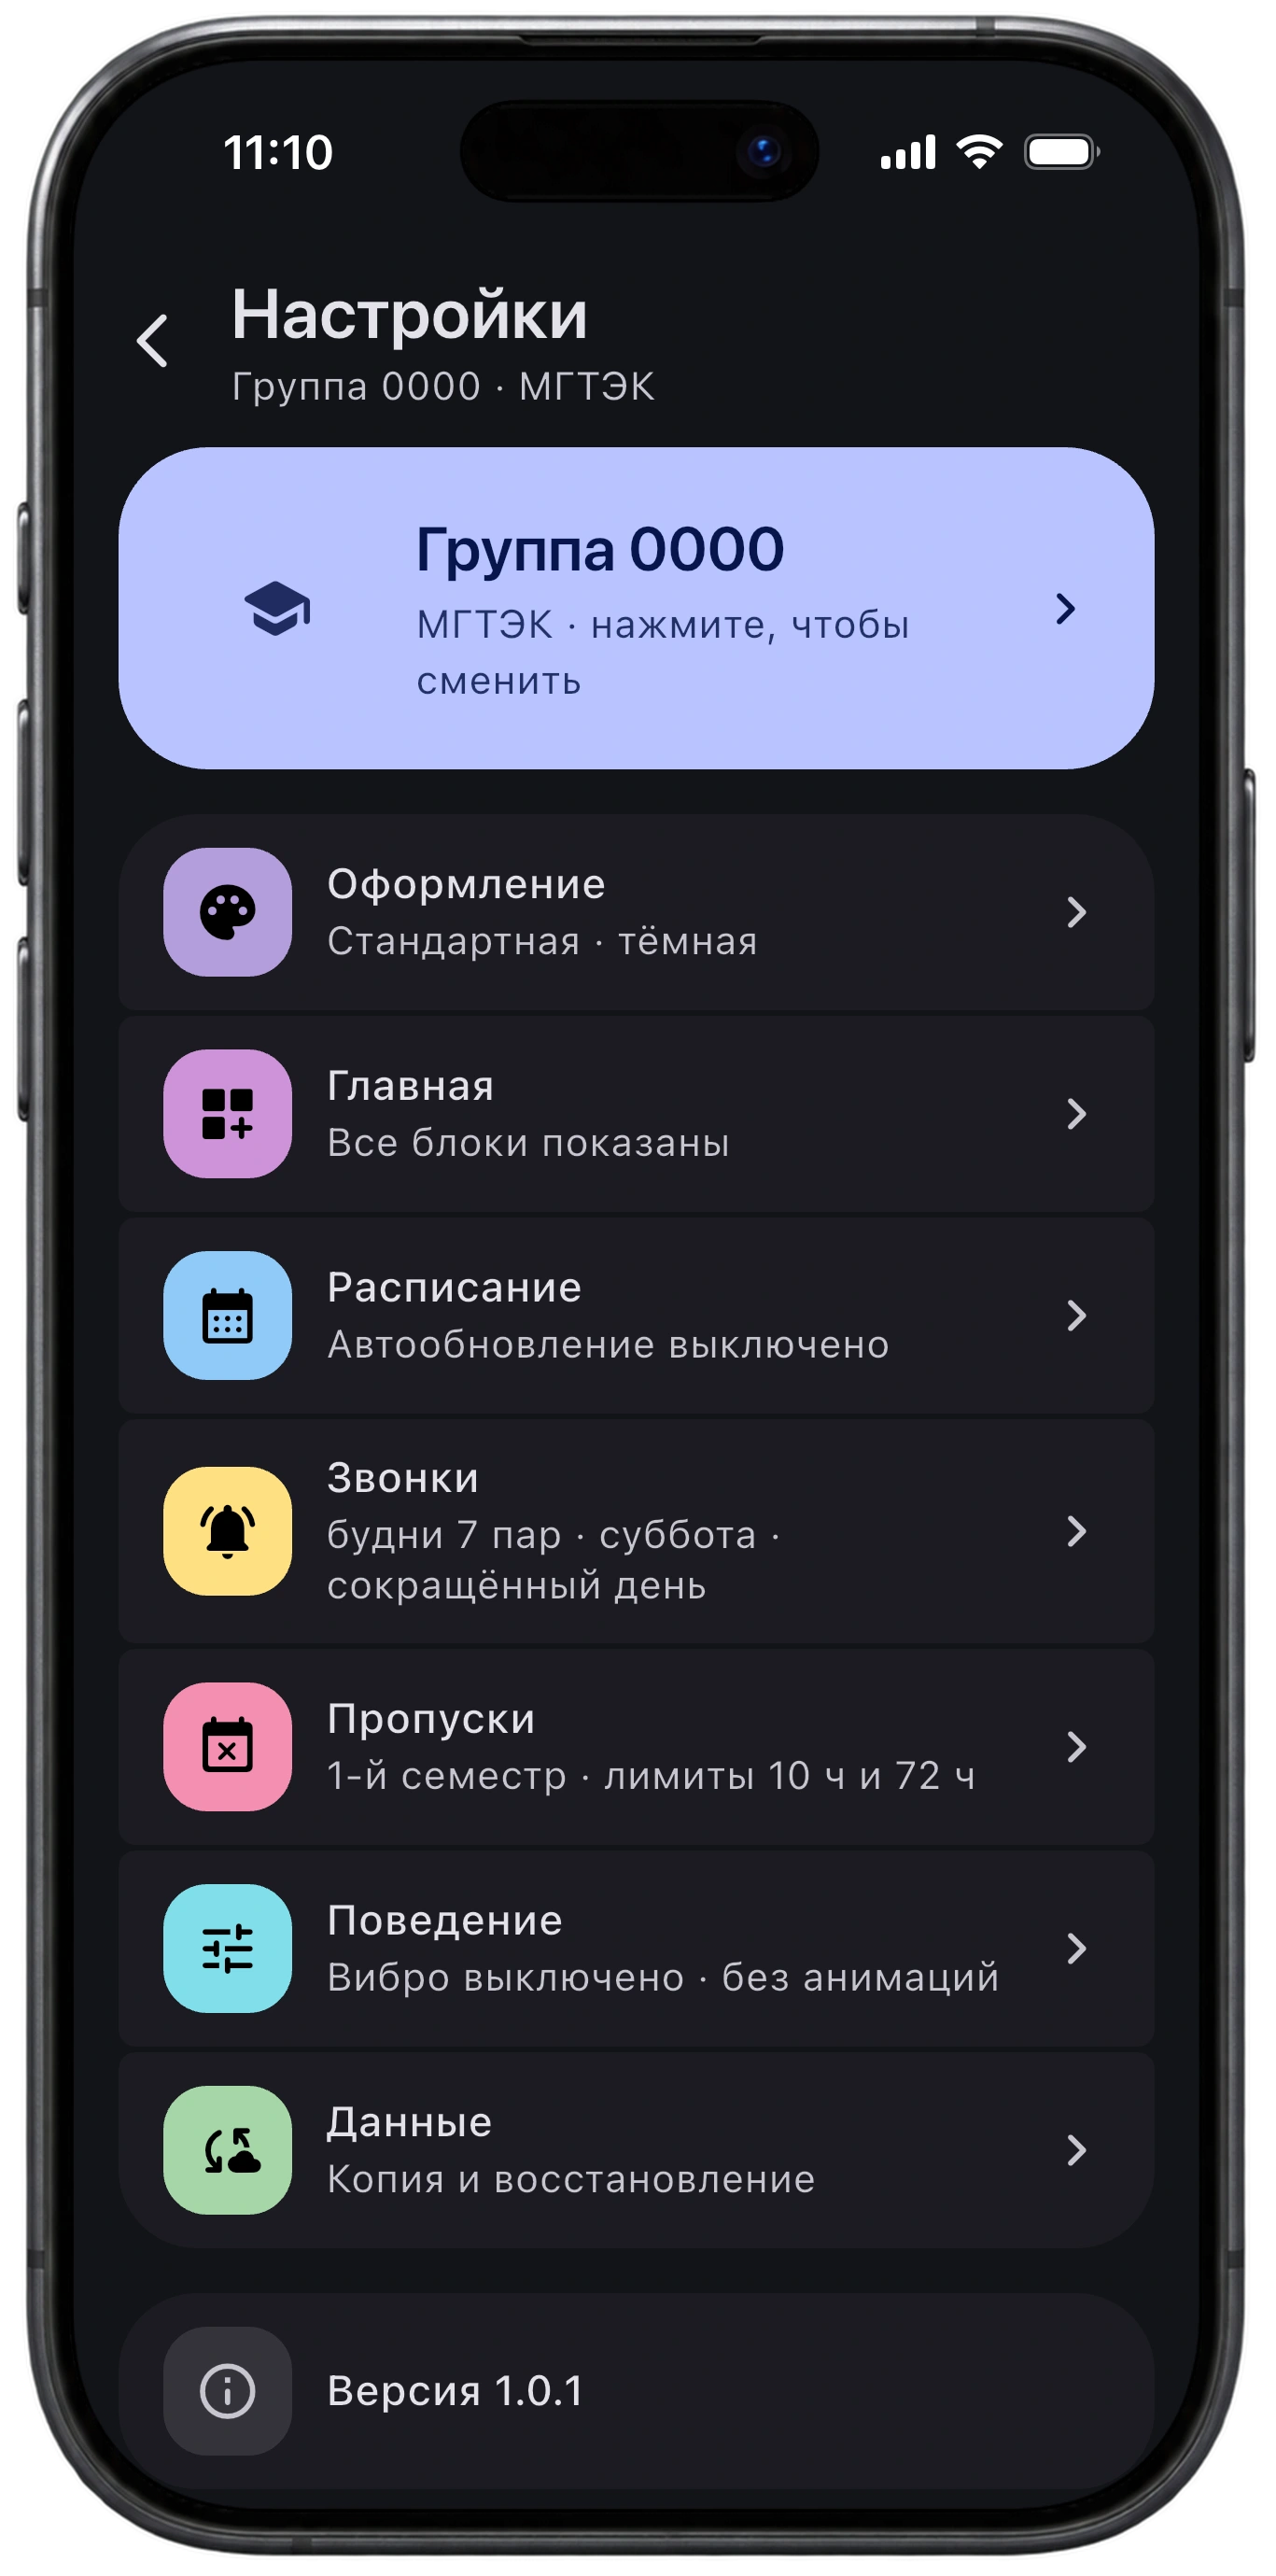 11:10
Настройки
Группа 0000 · МГТЭК
Группа 0000
МГТЭК · нажмите, чтобы
сменить
Оформление
Стандартная · тёмная
Главная
Все блоки показаны
Расписание
Автообновление выключено
Звонки
будни 7 пар · суббота ·
сокращённый день
Пропуски
1-й семестр · лимиты 10 ч и 72 ч
Поведение
Вибро выключено · без анимаций
Данные
Копия и восстановление
Версия 1.0.1